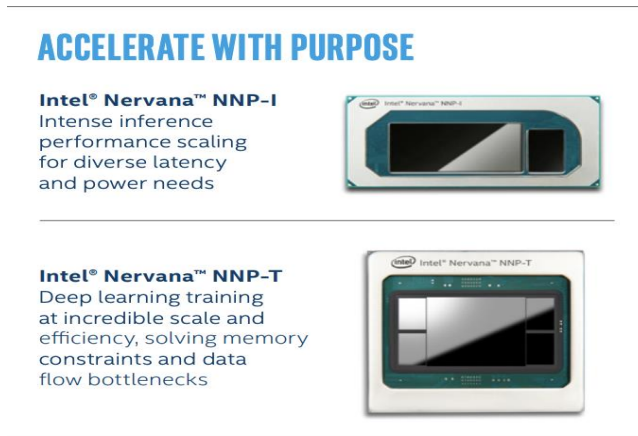 ACCELERATE WITH PURPOSE
Intel® Nervana™ NNP-I
Intense inference
performance scaling
for diverse latency
and power needs
intel Intel® Nervana™ NNP-I
Intel® Nervana™ NNP-T
Deep learning training
at incredible scale and
efficiency, solving memory
constraints and data
flow bottlenecks
intel Intel® Nervana™ NNP-T